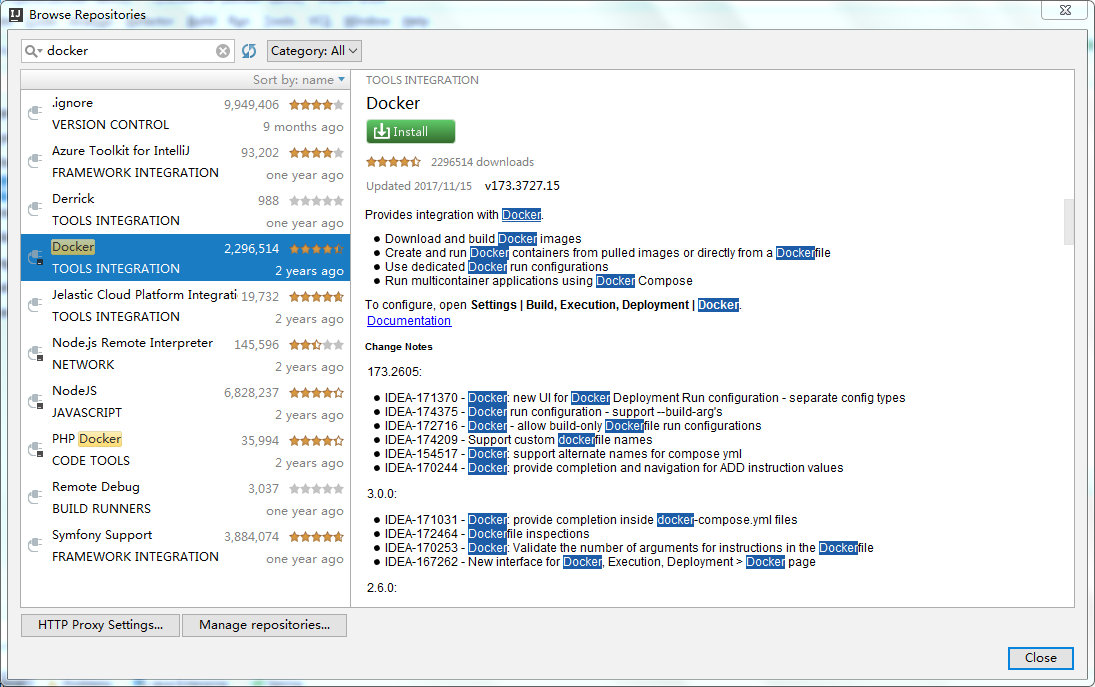 Browse Repositories
docker
Category: All
Sort by: name
.ignore 9,949,406
VERSION CONTROL 9 months ago
Azure Toolkit for IntelliJ 93,202
FRAMEWORK INTEGRATION one year ago
Derrick 988
TOOLS INTEGRATION one year ago
Docker 2,296,514
TOOLS INTEGRATION 2 years ago
Jelastic Cloud Platform Integrati 19,732
TOOLS INTEGRATION 2 years ago
Node.js Remote Interpreter 145,596
NETWORK 2 years ago
NodeJS 6,828,237
JAVASCRIPT 2 years ago
PHP Docker 35,994
CODE TOOLS 2 years ago
Remote Debug 3,037
BUILD RUNNERS one year ago
Symfony Support 3,884,074
FRAMEWORK INTEGRATION one year ago
TOOLS INTEGRATION
Docker
Install
2296514 downloads
Updated 2017/11/15 v173.3727.15
Provides integration with Docker.
● Download and build Docker images
● Create and run Docker containers from pulled images or directly from a Dockerfile
● Use dedicated Docker run configurations
● Run multicontainer applications using Docker Compose
To configure, open Settings | Build, Execution, Deployment | Docker.
Documentation
Change Notes
173.2605:
● IDEA-171370 - Docker: new UI for Docker Deployment Run configuration - separate config types
● IDEA-174375 - Docker run configuration - support --build-arg's
● IDEA-172716 - Docker - allow build-only Dockerfile run configurations
● IDEA-174209 - Support custom dockerfile names
● IDEA-154517 - Docker: support alternate names for compose yml
● IDEA-170244 - Docker: provide completion and navigation for ADD instruction values
3.0.0:
● IDEA-171031 - Docker: provide completion inside docker-compose.yml files
● IDEA-172464 - Dockerfile inspections
● IDEA-170253 - Docker: Validate the number of arguments for instructions in the Dockerfile
● IDEA-167262 - New interface for Docker, Execution, Deployment > Docker page
2.6.0:
HTTP Proxy Settings... Manage repositories...
Close